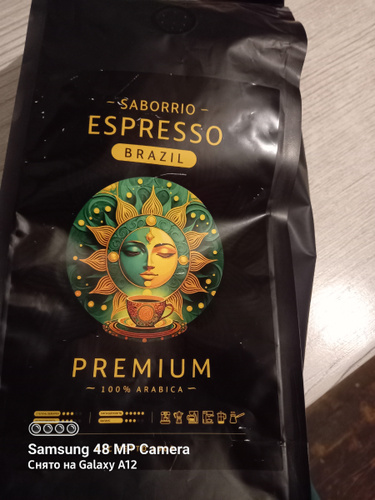 SABORRIO
ESPRESSO
BRAZIL
PREMIUM
100% ARABICA
Samsung 48 MP Camera
Снято на Galaxy A12